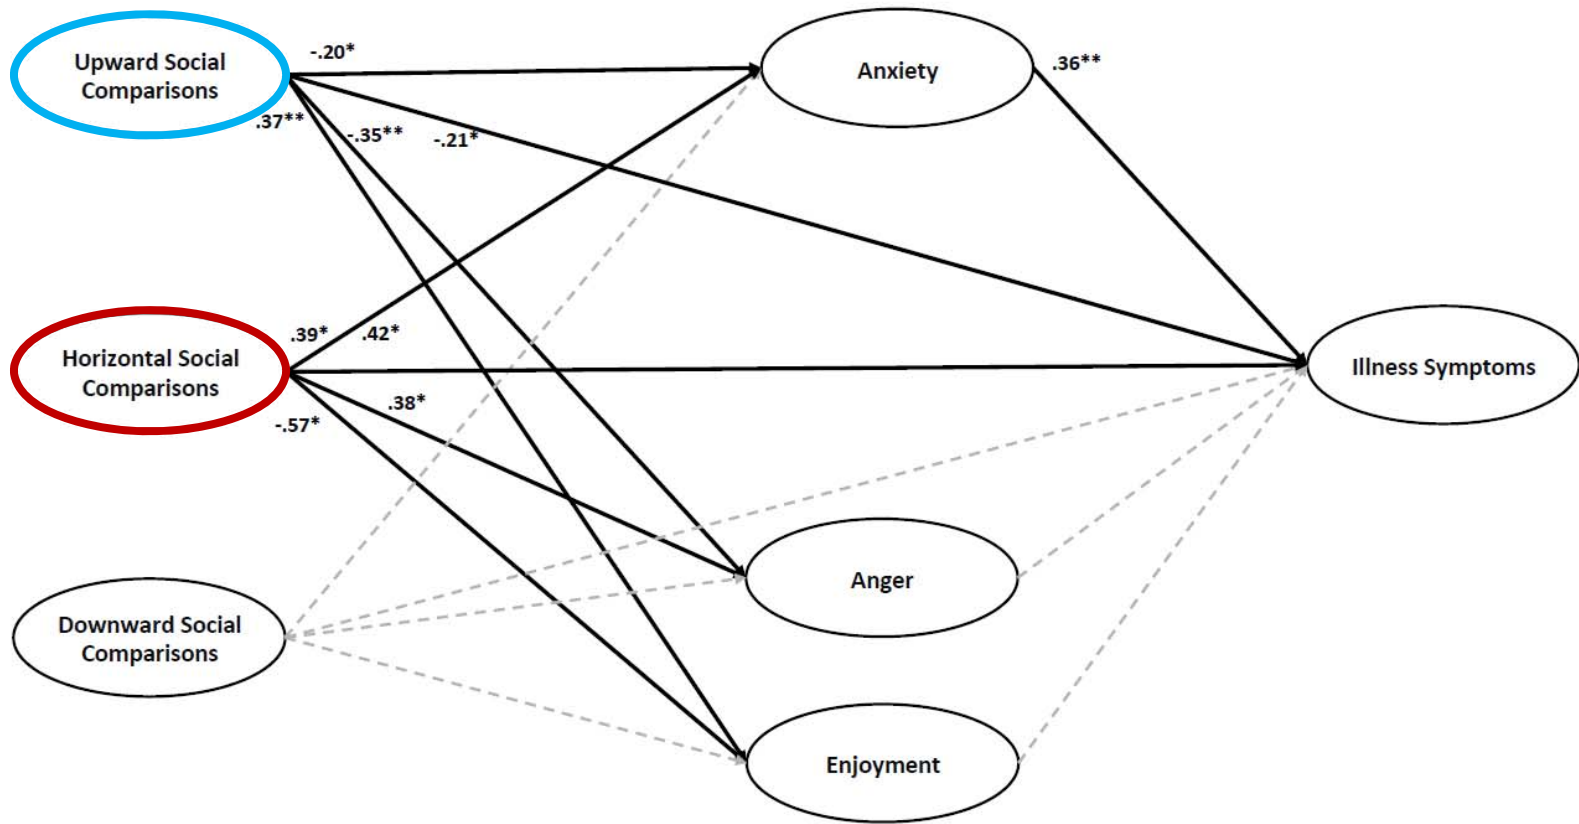 Upward Social
Comparisons
-.20*
.37**
-.35**
-.21*
Anxiety
.36**
Horizontal Social
Comparisons
.39*
.42*
.38*
-.57*
Illness Symptoms
Downward Social
Comparisons
Anger
Enjoyment